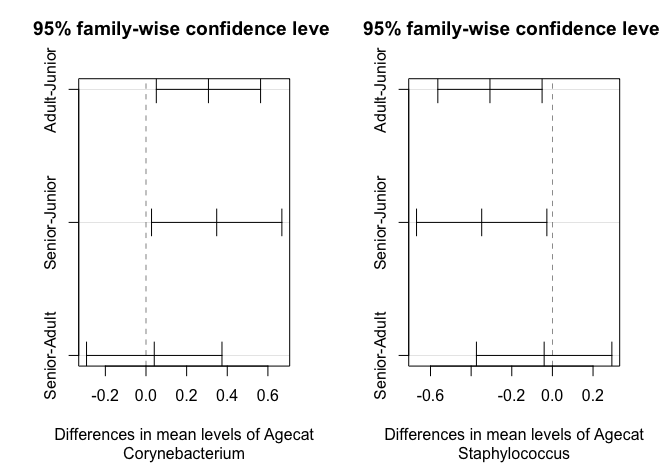 95% family-wise confidence leve
Adult-Junior
Senior-Junior
Senior-Adult
-0.2 0.0 0.2 0.4 0.6
Differences in mean levels of Agecat
Corynebacterium
95% family-wise confidence leve
Adult-Junior
Senior-Junior
Senior-Adult
-0.6 -0.2 0.0 0.2
Differences in mean levels of Agecat
Staphylococcus